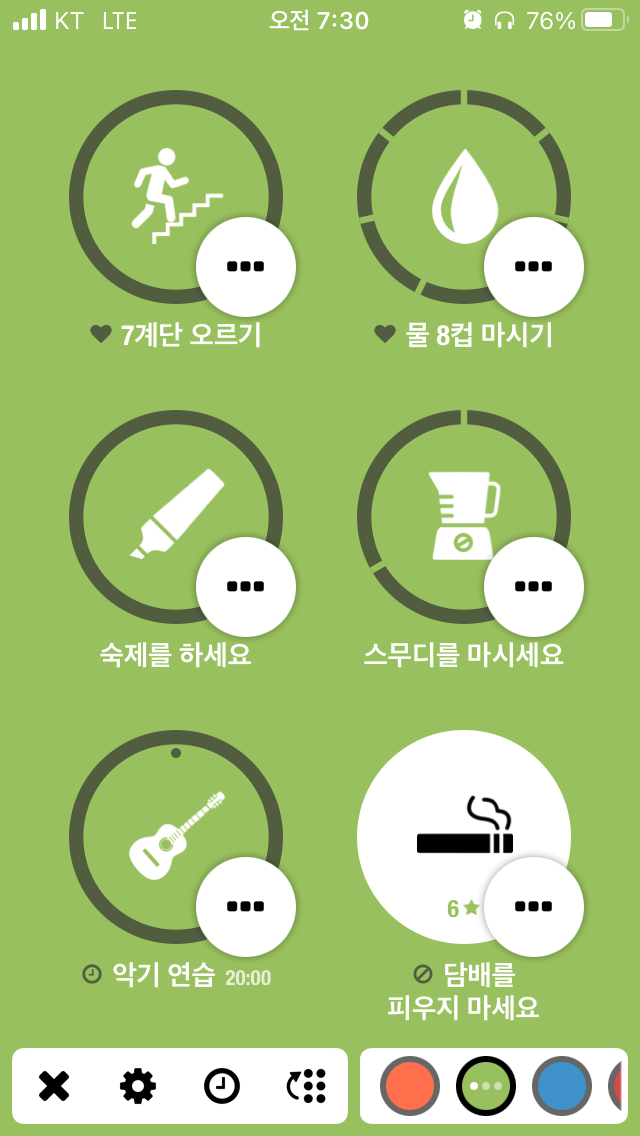 KT LTE 오전 7:30 76%
7계단 오르기
물 8컵 마시기
숙제를 하세요
스무디를 마시세요
6
악기 연습 20:00
담배를
피우지 마세요